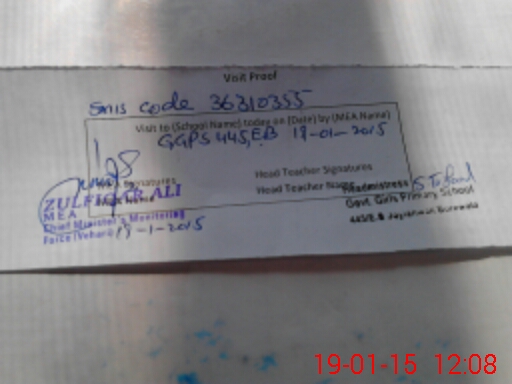 Visit Proof
Smis code 36310355
Visit to (School Name) today on (Date) by (MEA Name)
GGPS 445,EB 19-01-2015
Signatures
Head Teacher Signatures
ZULFIQAR ALI
Head Teacher Name
Headmistress
MEA
Govt. Girls Primary School
Chief Minister's Monitoring
Force (Vehari) 19-1-2015
445/E.B
19-01-15 12:08